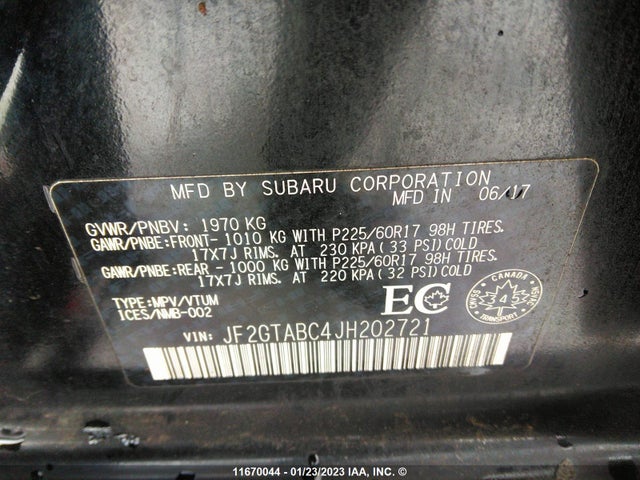 MFD BY SUBARU CORPORATION
MFD IN 06/17
GVWR/PNBV: 1970 KG
GAWR/PNBE:FRONT- 1010 KG WITH P225/60R17 98H TIRES.
17X7J RIMS. AT 230 KPA ( 33 PSI) COLD
GAWR/PNBE:REAR - 1000 KG WITH P225/60R17 98H TIRES.
17X7J RIMS. AT 220 KPA ( 32 PSI) COLD
TYPE:MPV/VTUM
ICES/NMB-002
EC
CANADA
345
TRANSPORT
VIN: JF2GTABC4JH202721
11670044 - 01/23/2023 IAA, INC. ©